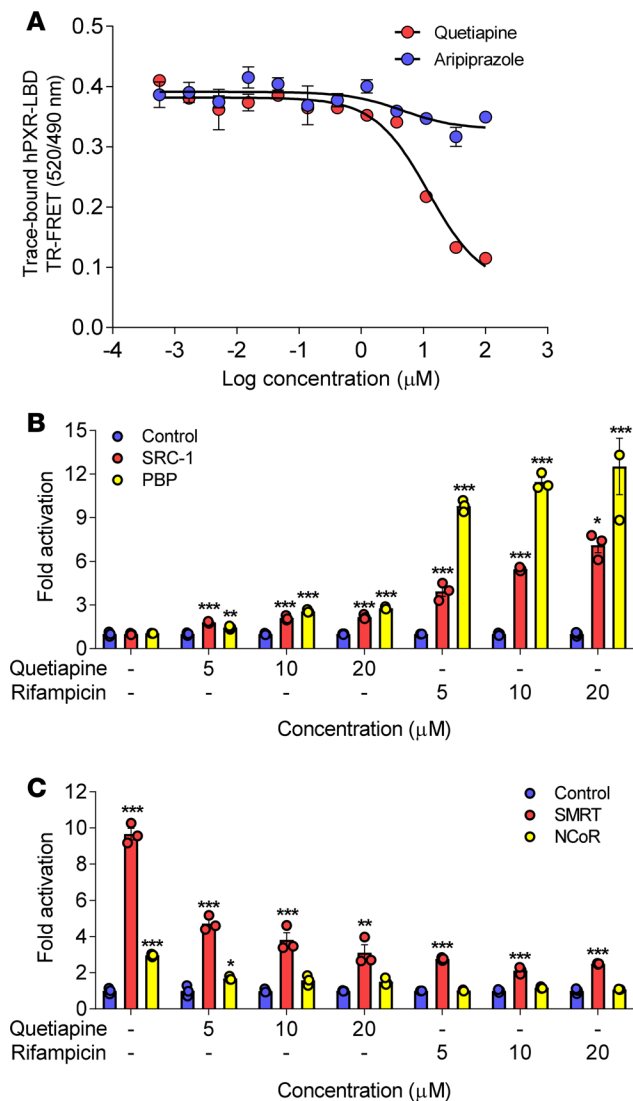 A
Quetiapine
Aripiprazole
Trace-bound hPXR-LBD
TR-FRET (520/490 nm)
0.5
0.4
0.3
0.2
0.1
0.0
-4 -3 -2 -1 0 1 2 3
Log concentration (μM)
B
Control
SRC-1
PBP
Fold activation
15
12
9
6
3
0
*** ** *** *** *** *** *** *** *** *** * ***
Quetiapine - 5 10 20 - - -
Rifampicin - - - - 5 10 20
Concentration (μM)
C
Control
SMRT
NCoR
Fold activation
12
10
8
6
4
2
0
*** *** *** * *** ** *** *** ***
Quetiapine - 5 10 20 - - -
Rifampicin - - - - 5 10 20
Concentration (μM)